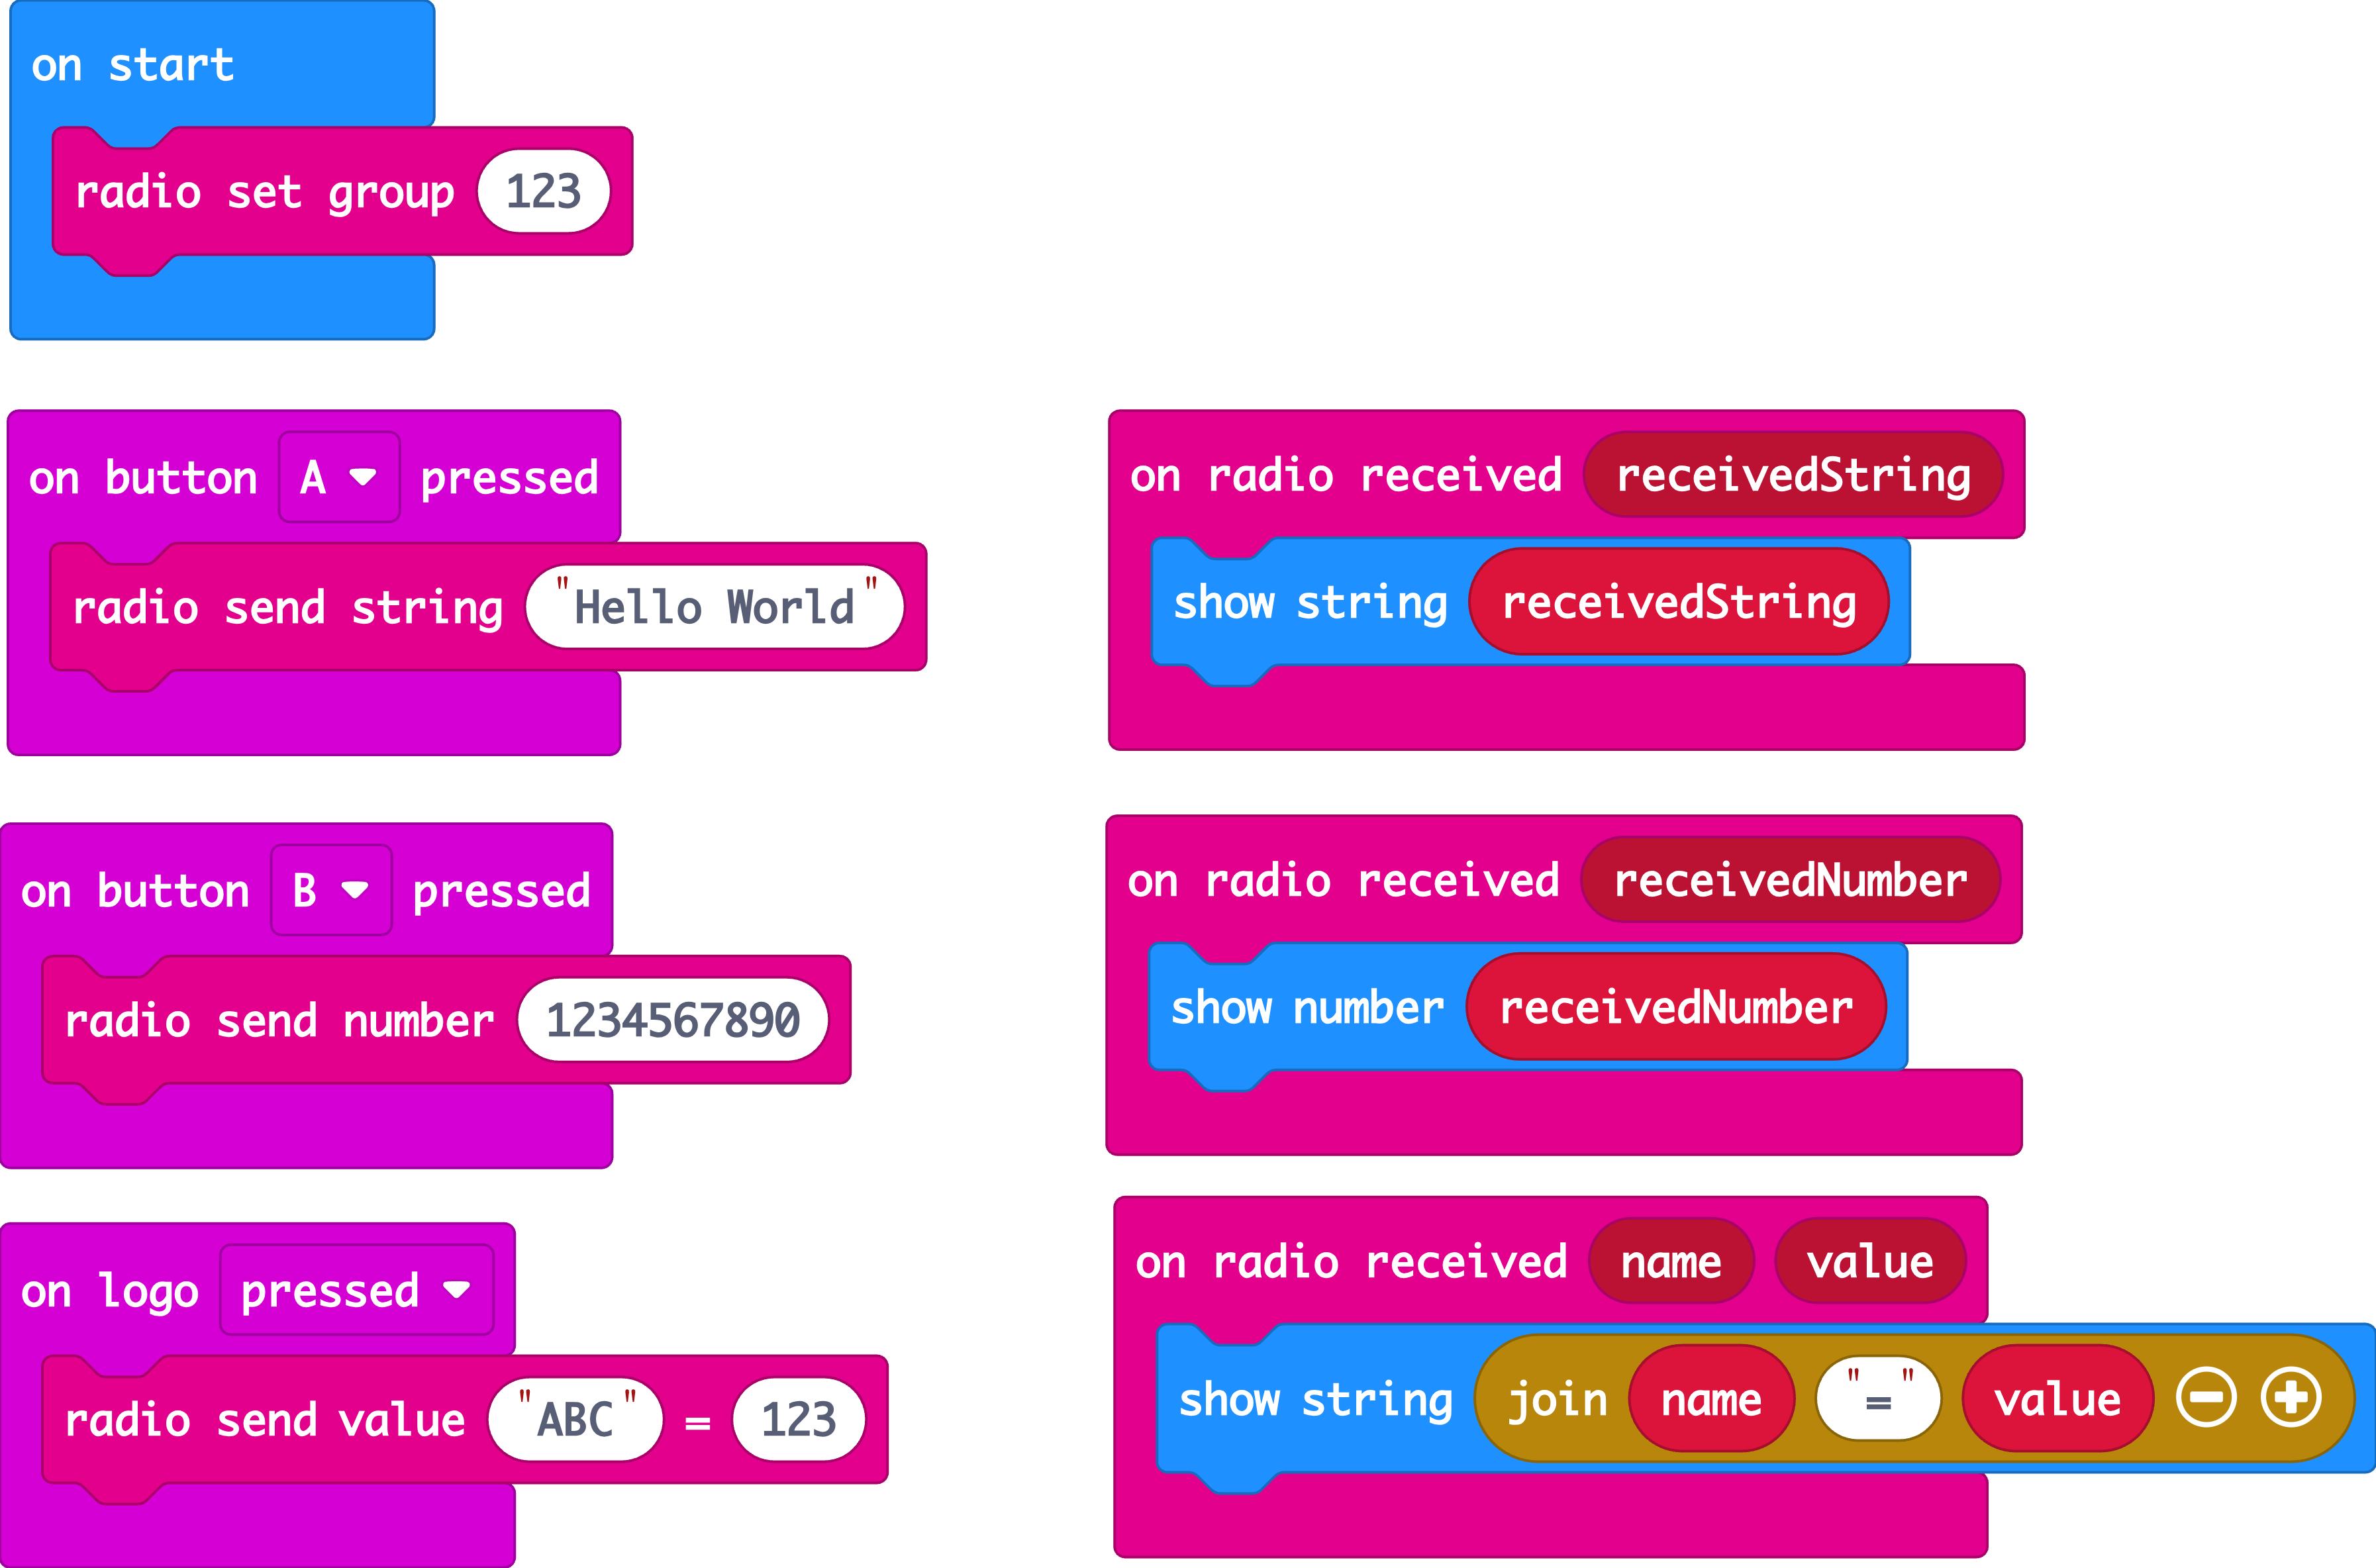 on start
radio set group 123
on button A pressed
radio send string "Hello World"
on radio received receivedString
show string receivedString
on button B pressed
radio send number 1234567890
on radio received receivedNumber
show number receivedNumber
on logo pressed
radio send value "ABC" = 123
on radio received name value
show string join name "=" value